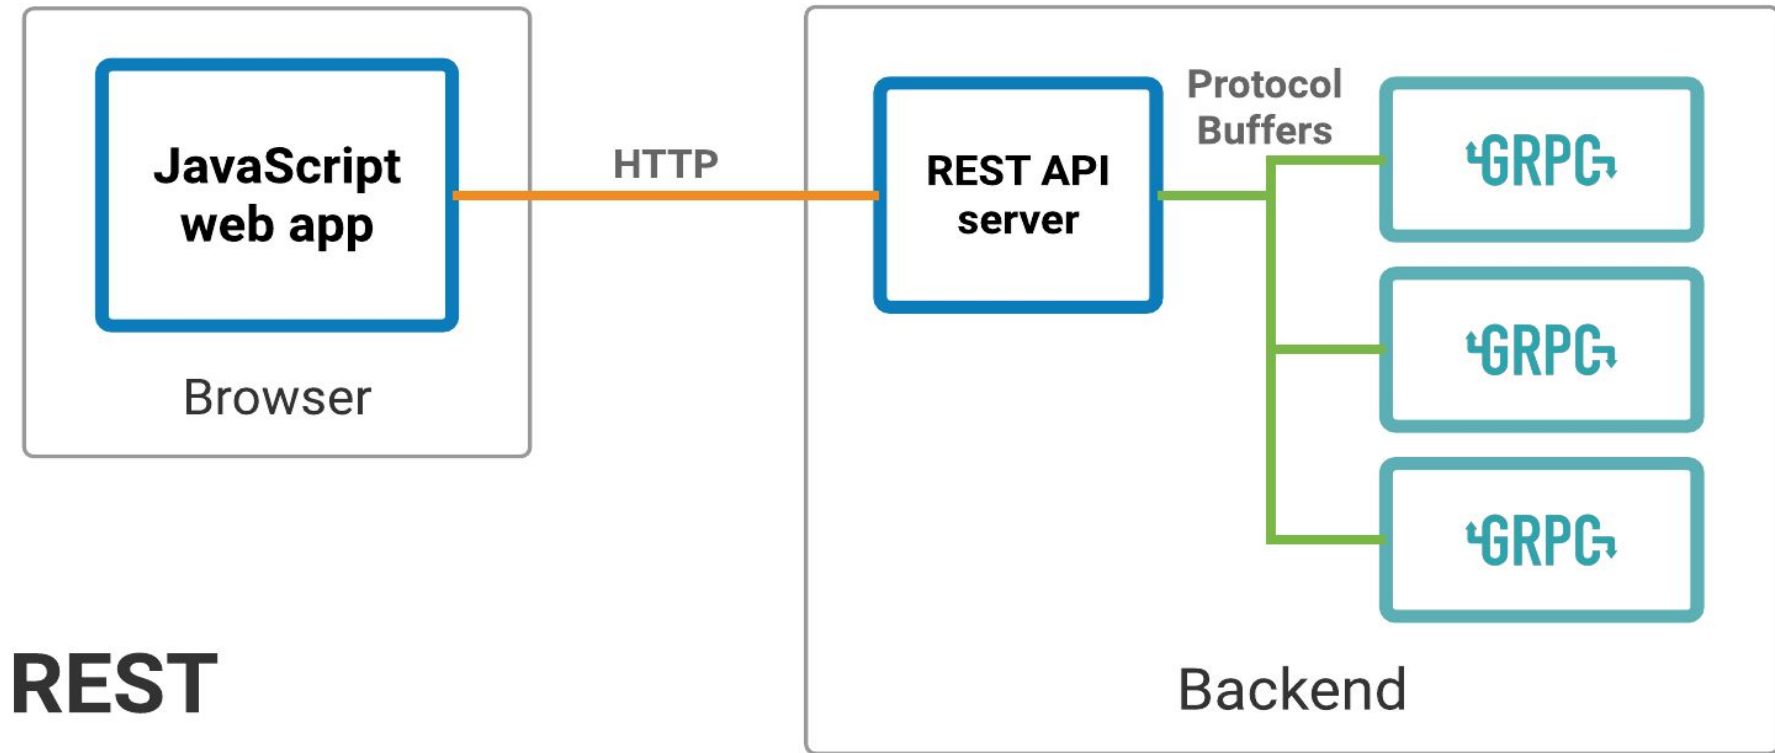 JavaScript
web app
Browser
HTTP
REST API
server
Protocol
Buffers
GRPC
GRPC
GRPC
Backend
REST